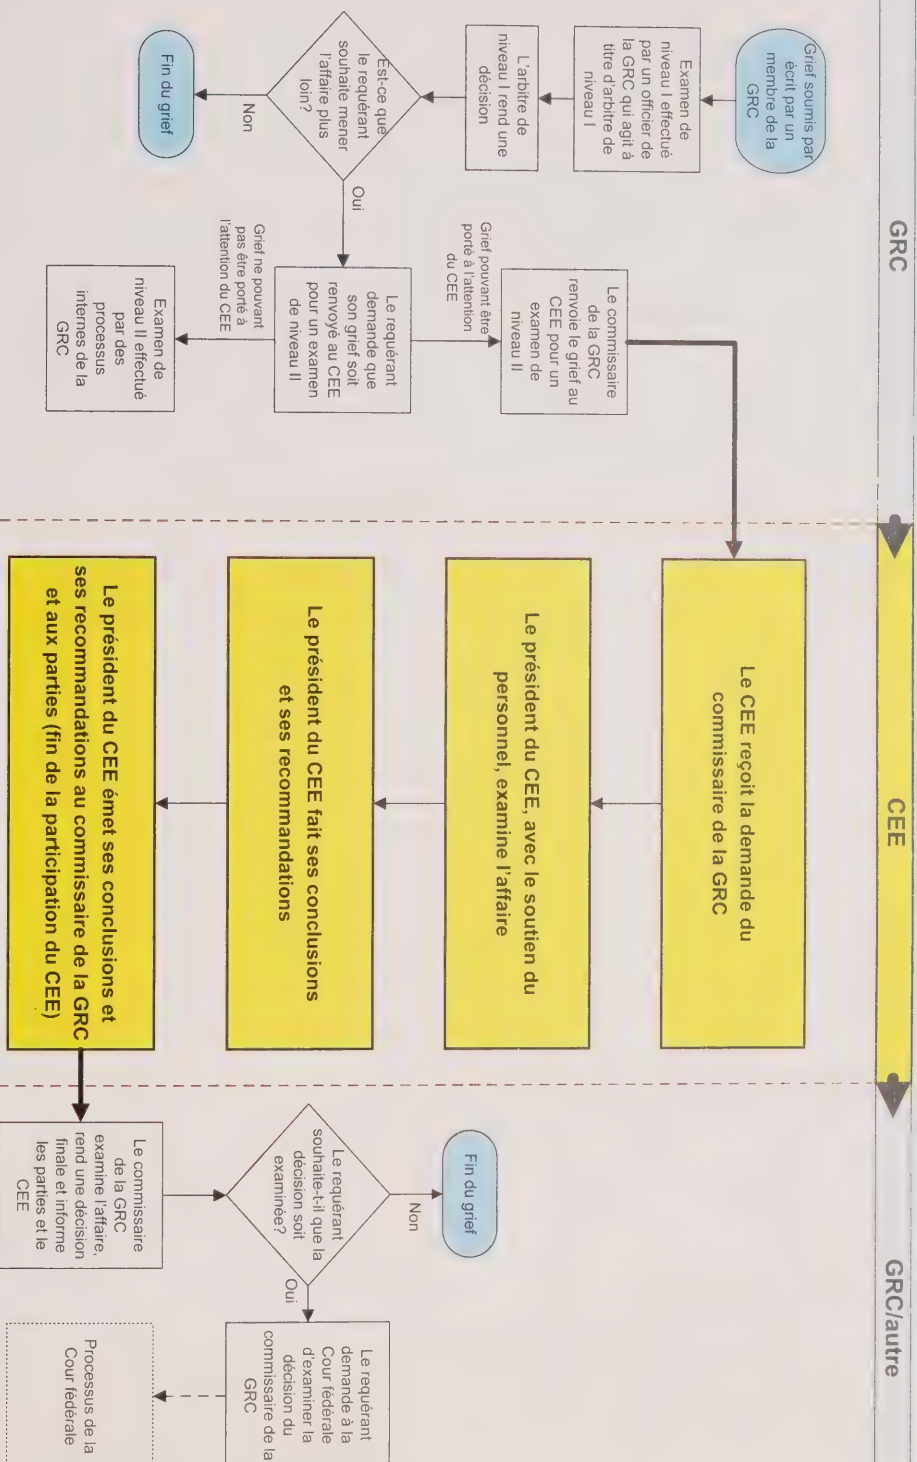 GRC
Grief soumis par
écrit par un
membre de la
GRC
Examen de
niveau I effectué
par un officier de
la GRC qui agit à
titre d'arbitre de
niveau I
L'arbitre de
niveau I rend une
décision
Est-ce que
le requérant
souhaite mener
l'affaire plus
loin?
Non
Fin du grief
Oui
Le requérant
demande que
son grief soit
renvoyé au CEE
pour un examen
de niveau II
Grief pouvant être
porté à l'attention
du CEE
Le commissaire
de la GRC
renvoie le grief au
CEE pour un
examen de
niveau II
Grief ne pouvant
pas être porté à
l'attention du CEE
Examen de
niveau II effectué
par des
processus
internes de la
GRC
CEE
Le CEE reçoit la demande du
commissaire de la GRC
Le président du CEE, avec le soutien du
personnel, examine l'affaire
Le président du CEE fait ses conclusions
et ses recommandations
Le président du CEE émet ses conclusions et
ses recommandations au commissaire de la GRC
et aux parties (fin de la participation du CEE)
GRC/autre
Le commissaire
de la GRC
examine l'affaire,
rend une décision
finale et informe
les parties et le
CEE
Le requérant
souhaite-t-il que la
décision soit
examinée?
Non
Fin du grief
Oui
Le requérant
demande à la
Cour fédérale
d'examiner la
décision du
commissaire de la
GRC
Processus de la
Cour fédérale